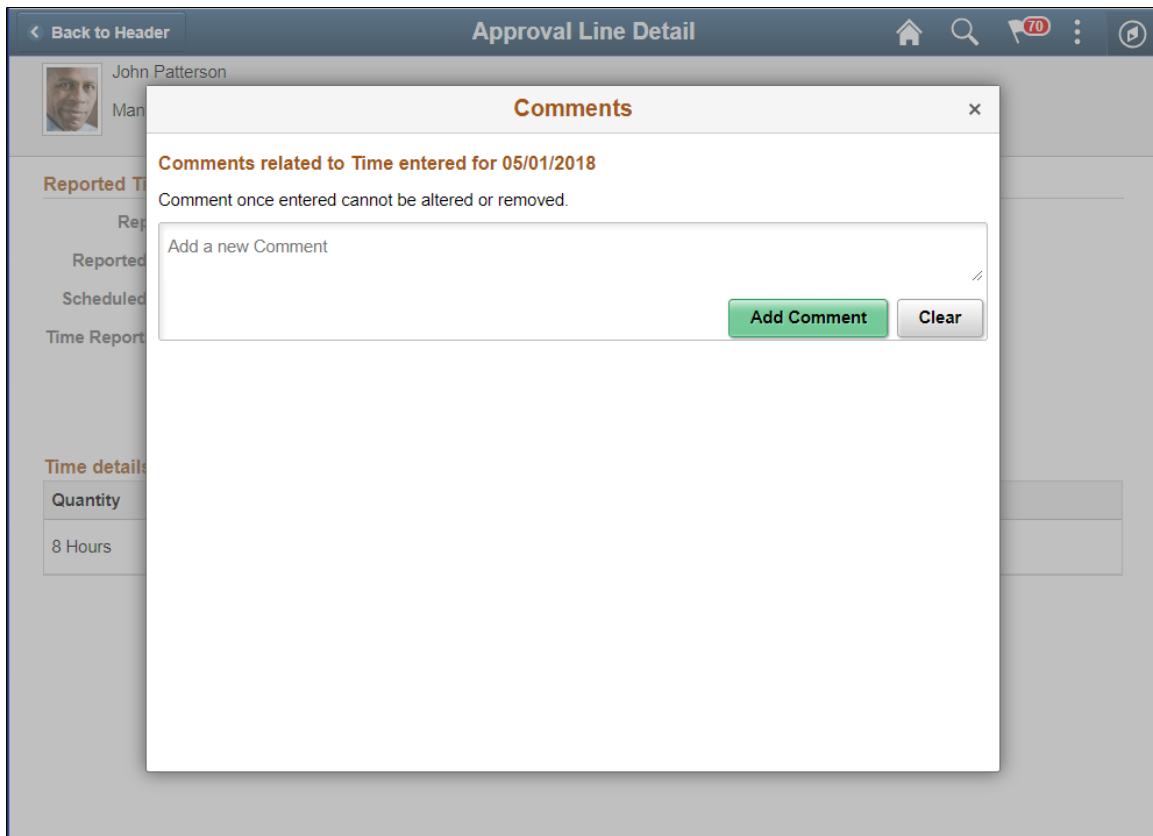 Back to Header
Approval Line Detail
70
John Patterson
Man
Comments
×
Comments related to Time entered for 05/01/2018
Comment once entered cannot be altered or removed.
Add a new Comment
Add Comment
Clear
Reported Ti
Rep
Reported
Scheduled
Time Report
Time details
Quantity
8 Hours